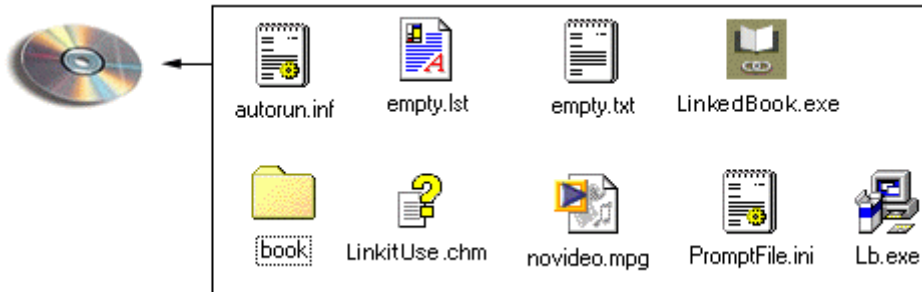 autorun.inf empty.lst empty.txt LinkedBook.exe
book LinkitUse.chm novideo.mpg PromptFile.ini Lb.exe